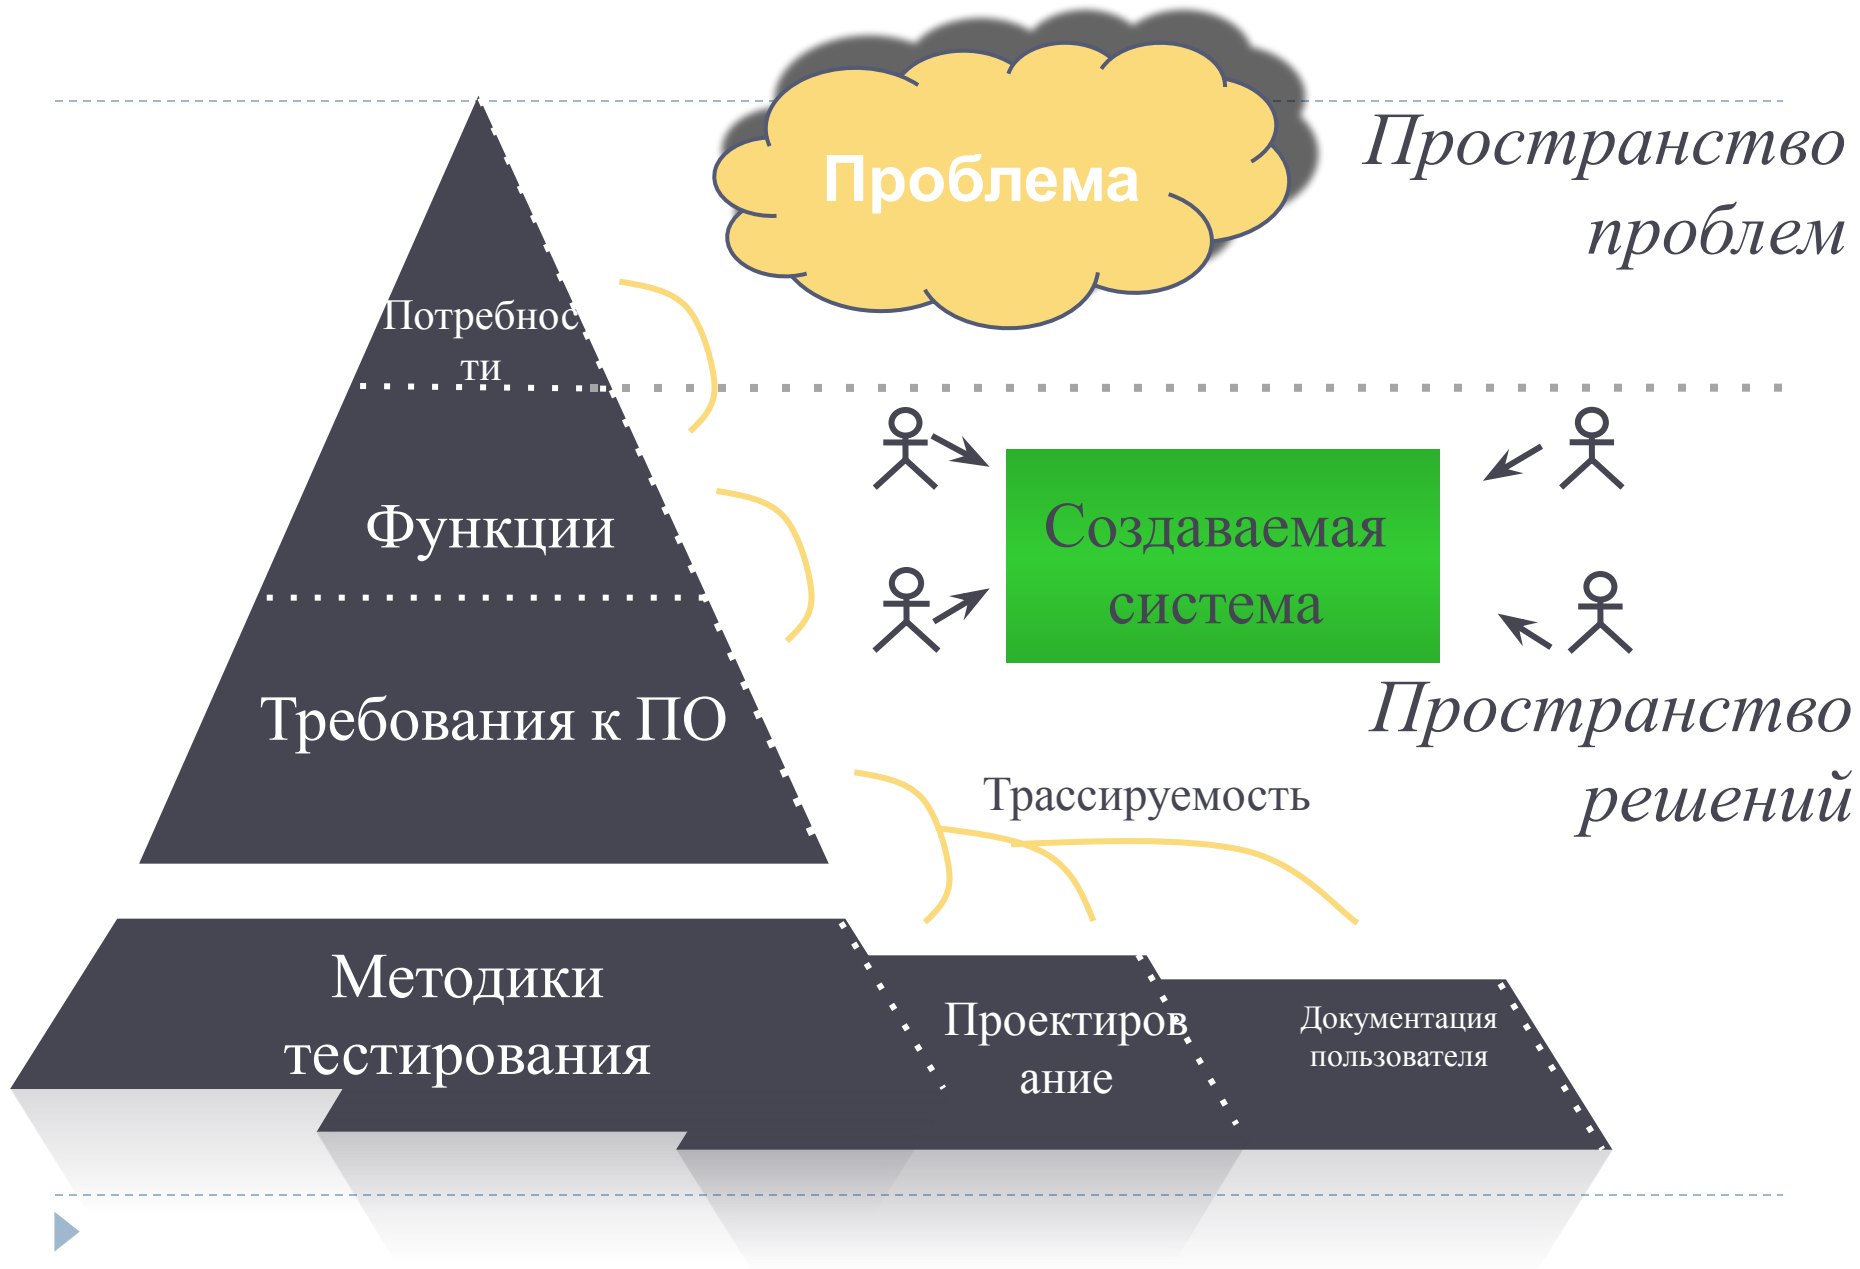 Проблема
Пространство
проблем
Потребнос
ти
Функции
Создаваемая
система
Требования к ПО
Пространство
решений
Трассируемость
Методики
тестирования
Проектиров
ание
Документация
пользователя